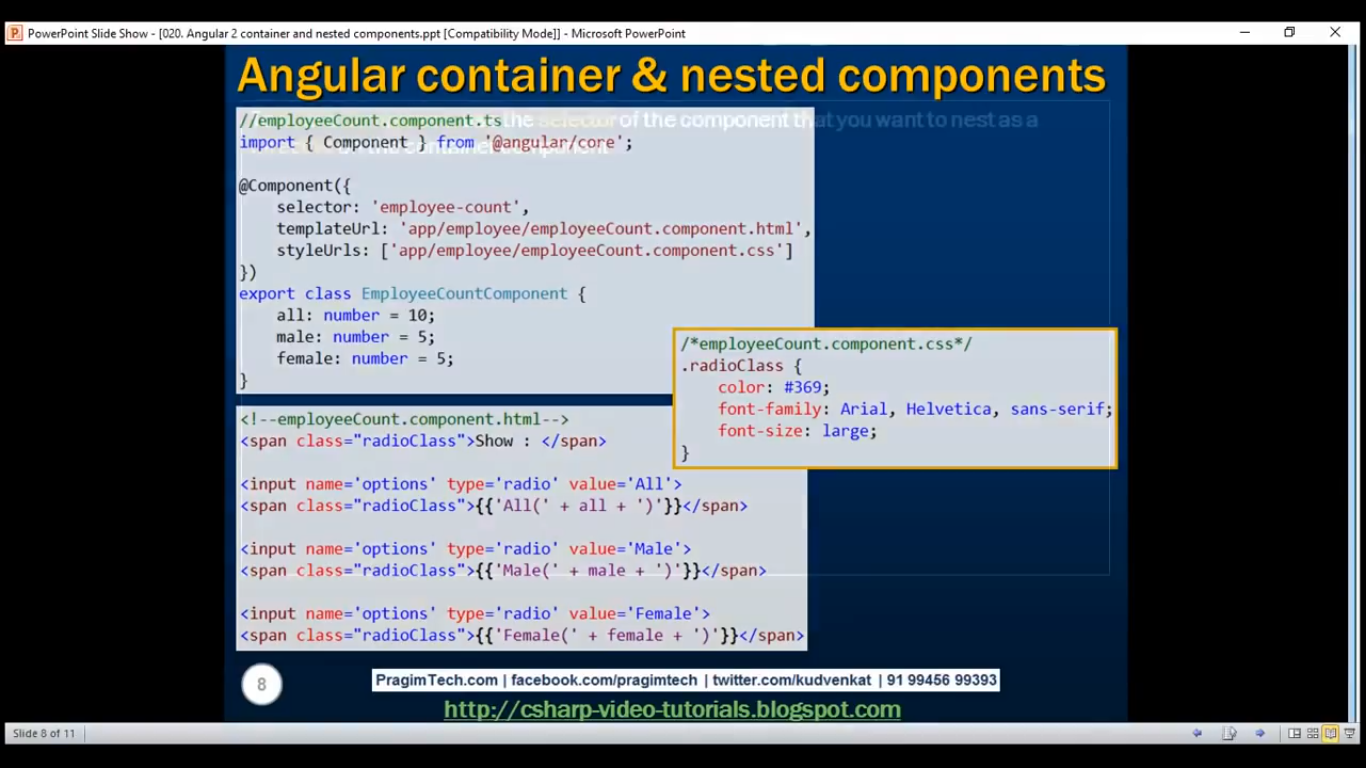 PowerPoint Slide Show - [020. Angular 2 container and nested components.ppt [Compatibility Mode]] - Microsoft PowerPoint
Angular container & nested components
the selector of the component that you want to nest as a
//employeeCount.component.ts
import { Component } from '@angular/core';
@Component({
selector: 'employee-count',
templateUrl: 'app/employee/employeeCount.component.html',
styleUrls: ['app/employee/employeeCount.component.css']
})
export class EmployeeCountComponent {
all: number = 10;
male: number = 5;
female: number = 5;
}
/*employeeCount.component.css*/
.radioClass {
color: #369;
font-family: Arial, Helvetica, sans-serif;
font-size: large;
}
<!--employeeCount.component.html-->
<span class="radioClass">Show : </span>
<input name='options' type='radio' value='All'>
<span class="radioClass">{{'All(' + all + ')'}}</span>
<input name='options' type='radio' value='Male'>
<span class="radioClass">{{'Male(' + male + ')'}}</span>
<input name='options' type='radio' value='Female'>
<span class="radioClass">{{'Female(' + female + ')'}}</span>
8
PragimTech.com | facebook.com/pragimtech | twitter.com/kudvenkat | 91 99456 99393
http://csharp-video-tutorials.blogspot.com
Slide 8 of 11